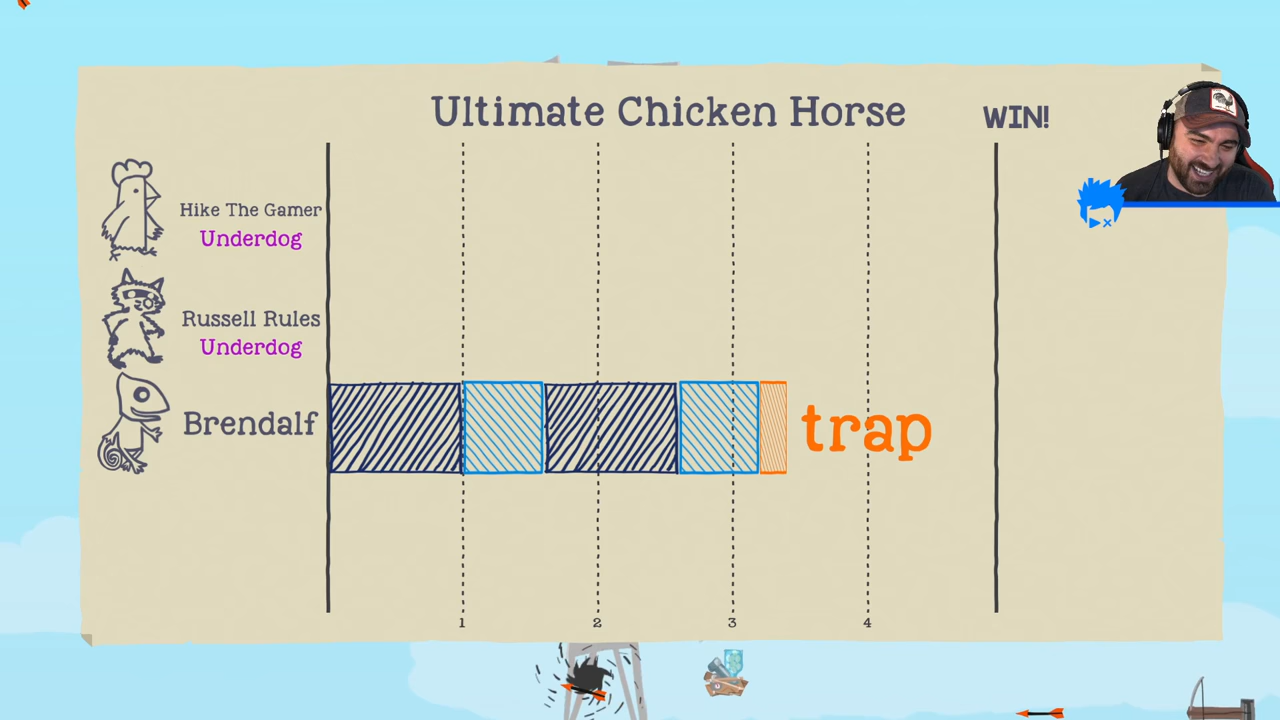 Ultimate Chicken Horse
WIN!
Hike The Gamer
Underdog
Russell Rules
Underdog
Brendalf
trap
1 2 3 4